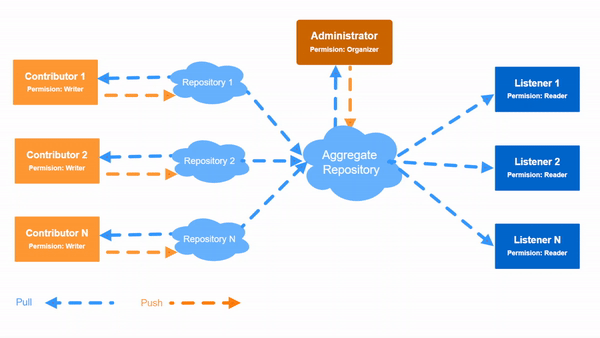 Administrator
Permision: Organizer
Contributor 1
Permision: Writer
Repository 1
Listener 1
Permision: Reader
Contributor 2
Permision: Writer
Repository 2
Aggregate
Repository
Listener 2
Permision: Reader
Contributor N
Permision: Writer
Repository N
Listener N
Permision: Reader
Pull
Push